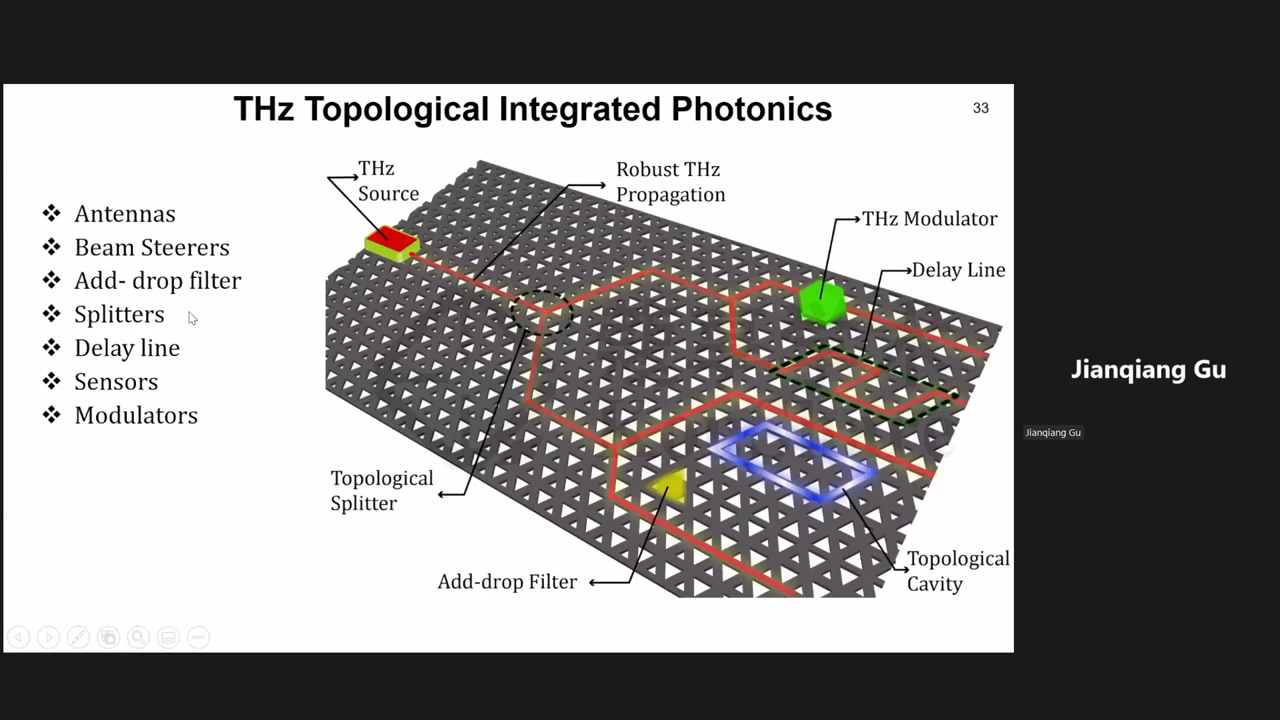 THz Topological Integrated Photonics
33
❖ Antennas
❖ Beam Steerers
❖ Add- drop filter
❖ Splitters
❖ Delay line
❖ Sensors
❖ Modulators
THz
Source
Robust THz
Propagation
THz Modulator
Delay Line
Topological
Splitter
Add-drop Filter
Topological
Cavity
Jianqiang Gu
Jianqiang Gu